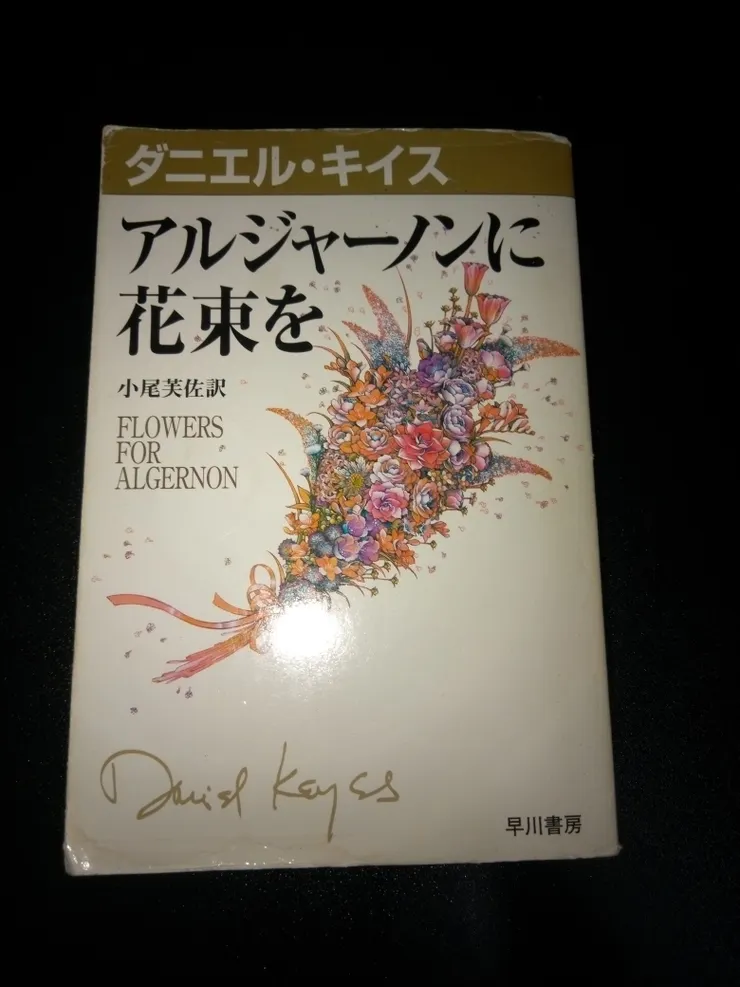 ダニエル・キイス
アルジャーノンに
花束を
小尾芙佐訳
FLOWERS
FOR
ALGERNON
Daniel Keyes
早川書房